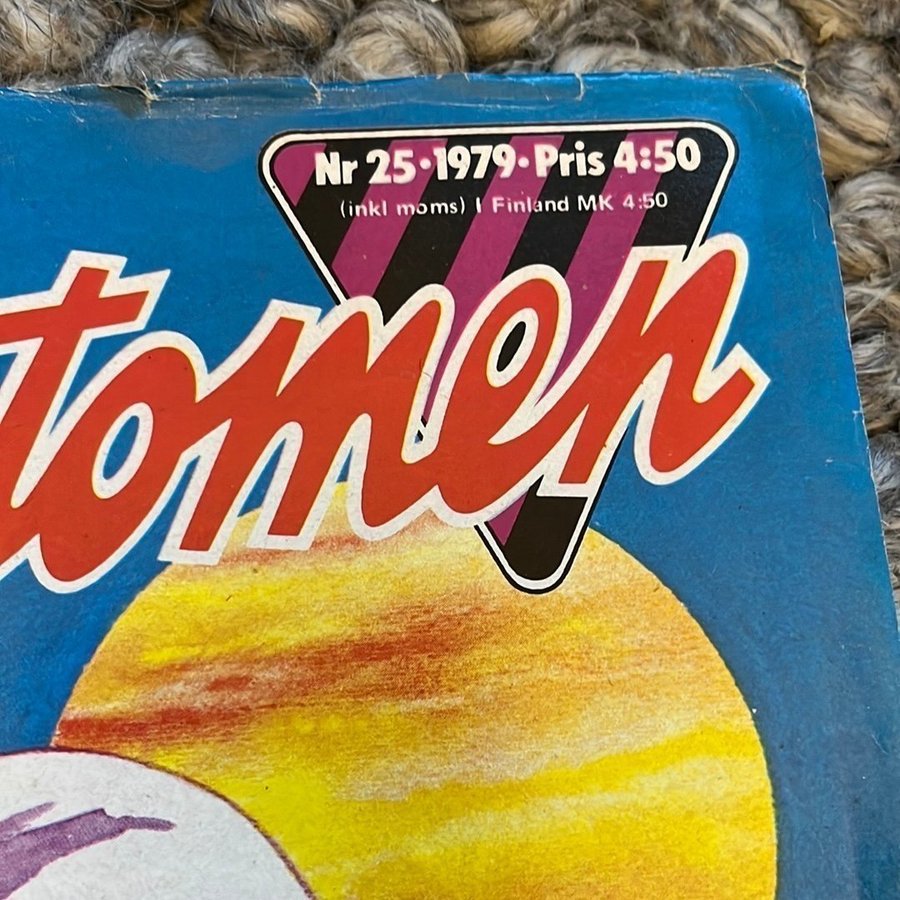 Nr 25·1979·Pris 4:50
(inkl moms) I Finland MK 4:50
tomen